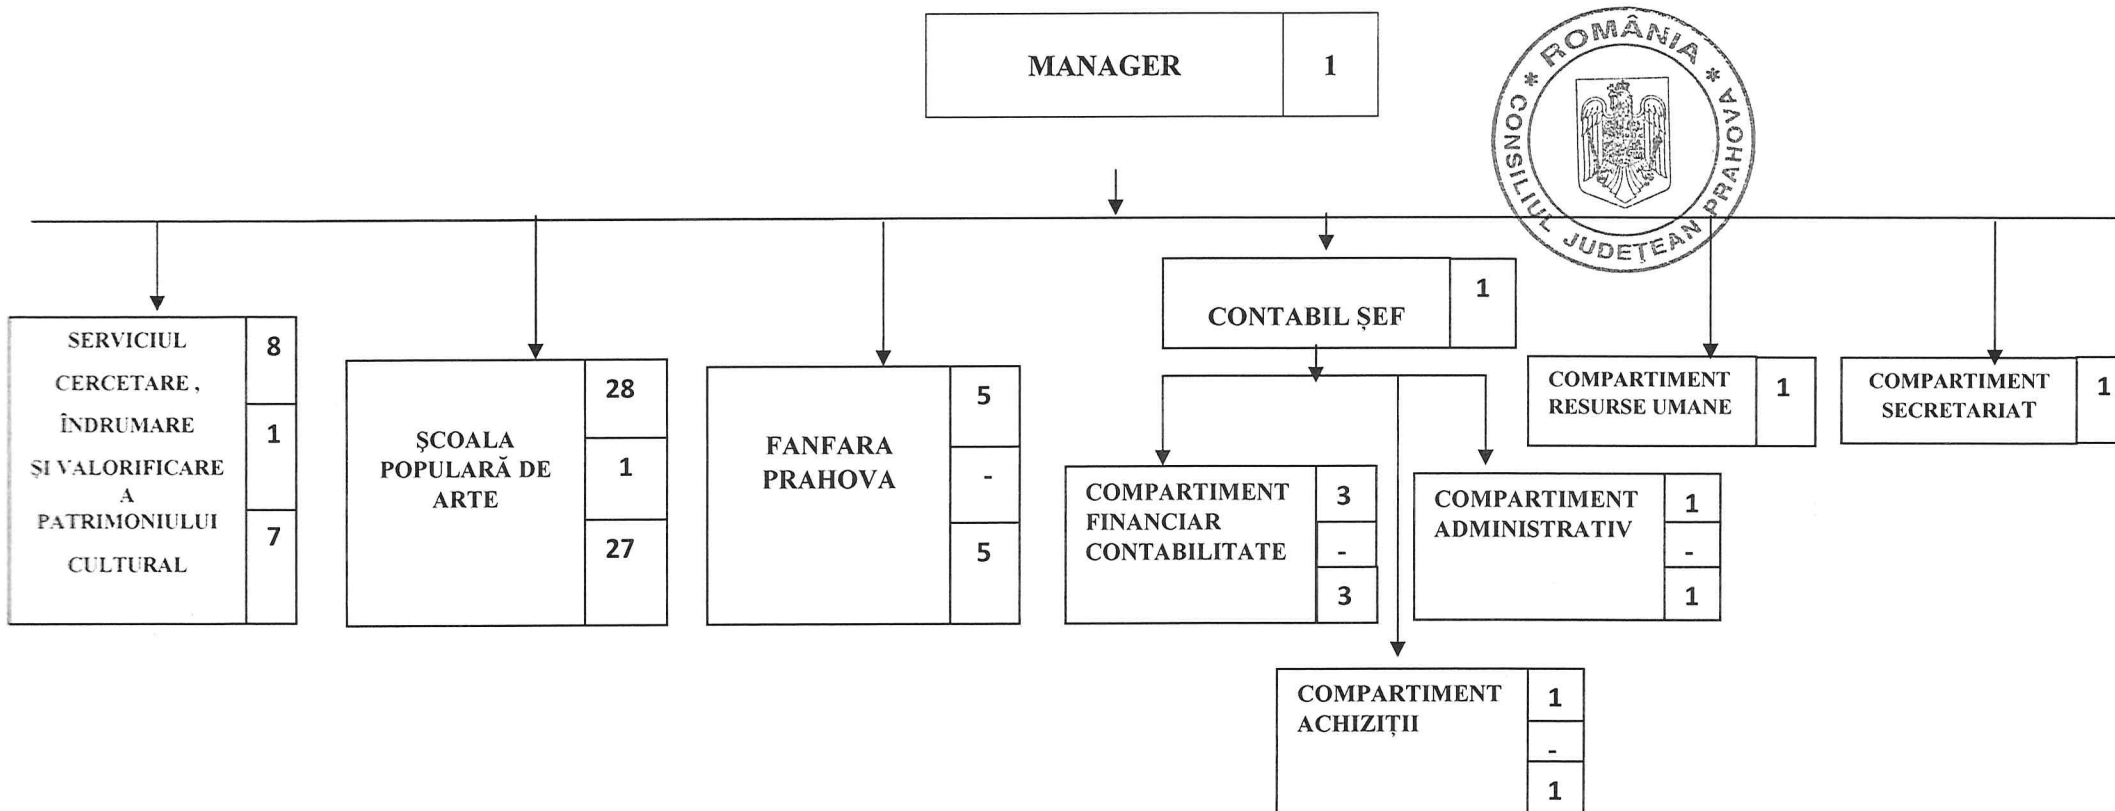 MANAGER 1
* ROMÂNIA *
CONSILIUL JUDEȚEAN PRAHOVA
SERVICIUL
CERCETARE ,
ÎNDRUMARE
ȘI VALORIFICARE
A
PATRIMONIULUI
CULTURAL
8
1
7
ȘCOALA
POPULARĂ DE
ARTE
28
1
27
FANFARA
PRAHOVA
5
-
5
CONTABIL ȘEF
1
COMPARTIMENT
RESURSE UMANE
1
COMPARTIMENT
SECRETARIAT
1
COMPARTIMENT
FINANCIAR
CONTABILITATE
3
-
3
COMPARTIMENT
ADMINISTRATIV
1
-
1
COMPARTIMENT
ACHIZIȚII
1
-
1